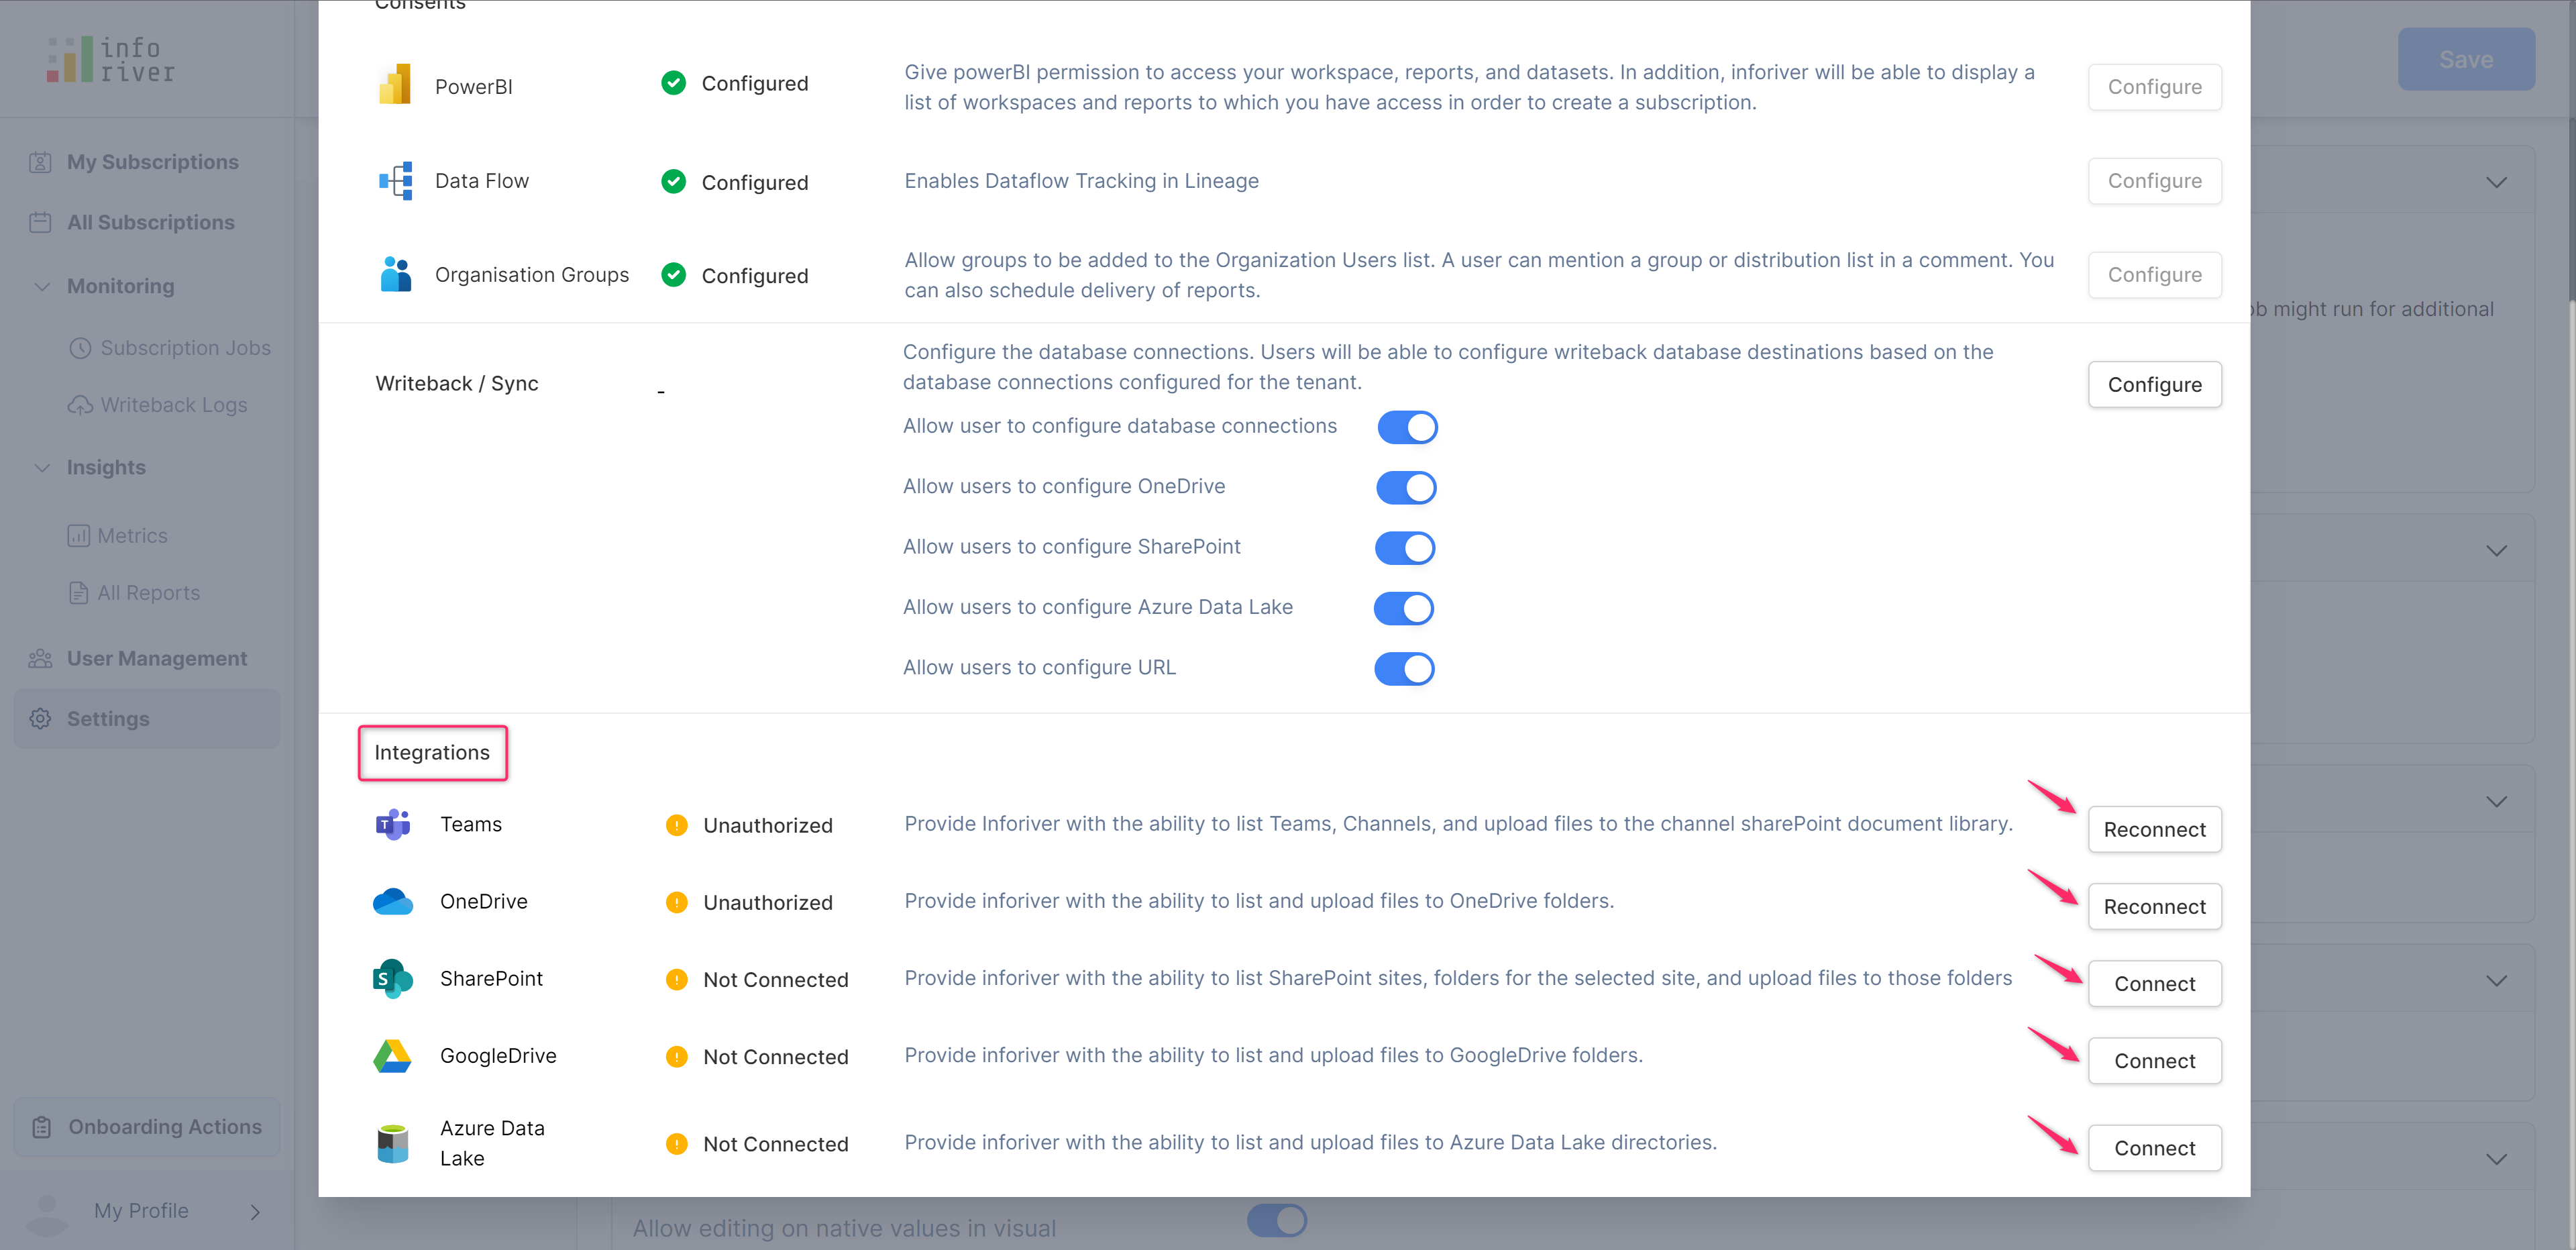 Consents
info
river
Save
PowerBI
Configured
Give powerBI permission to access your workspace, reports, and datasets. In addition, inforiver will be able to display a
list of workspaces and reports to which you have access in order to create a subscription.
Configure
My Subscriptions
Data Flow
Configured
Enables Dataflow Tracking in Lineage
Configure
All Subscriptions
Organisation Groups
Configured
Allow groups to be added to the Organization Users list. A user can mention a group or distribution list in a comment. You
can also schedule delivery of reports.
Configure
Monitoring
might run for additional
Subscription Jobs
Writeback / Sync
-
Configure the database connections. Users will be able to configure writeback database destinations based on the
database connections configured for the tenant.
Configure
Writeback Logs
Allow user to configure database connections
Insights
Allow users to configure OneDrive
Metrics
Allow users to configure SharePoint
All Reports
Allow users to configure Azure Data Lake
User Management
Allow users to configure URL
Settings
Integrations
Teams
Unauthorized
Provide Inforiver with the ability to list Teams, Channels, and upload files to the channel sharePoint document library.
Reconnect
OneDrive
Unauthorized
Provide inforiver with the ability to list and upload files to OneDrive folders.
Reconnect
SharePoint
Not Connected
Provide inforiver with the ability to list SharePoint sites, folders for the selected site, and upload files to those folders
Connect
GoogleDrive
Not Connected
Provide inforiver with the ability to list and upload files to GoogleDrive folders.
Connect
Onboarding Actions
Azure Data
Lake
Not Connected
Provide inforiver with the ability to list and upload files to Azure Data Lake directories.
Connect
My Profile
Allow editing on native values in visual